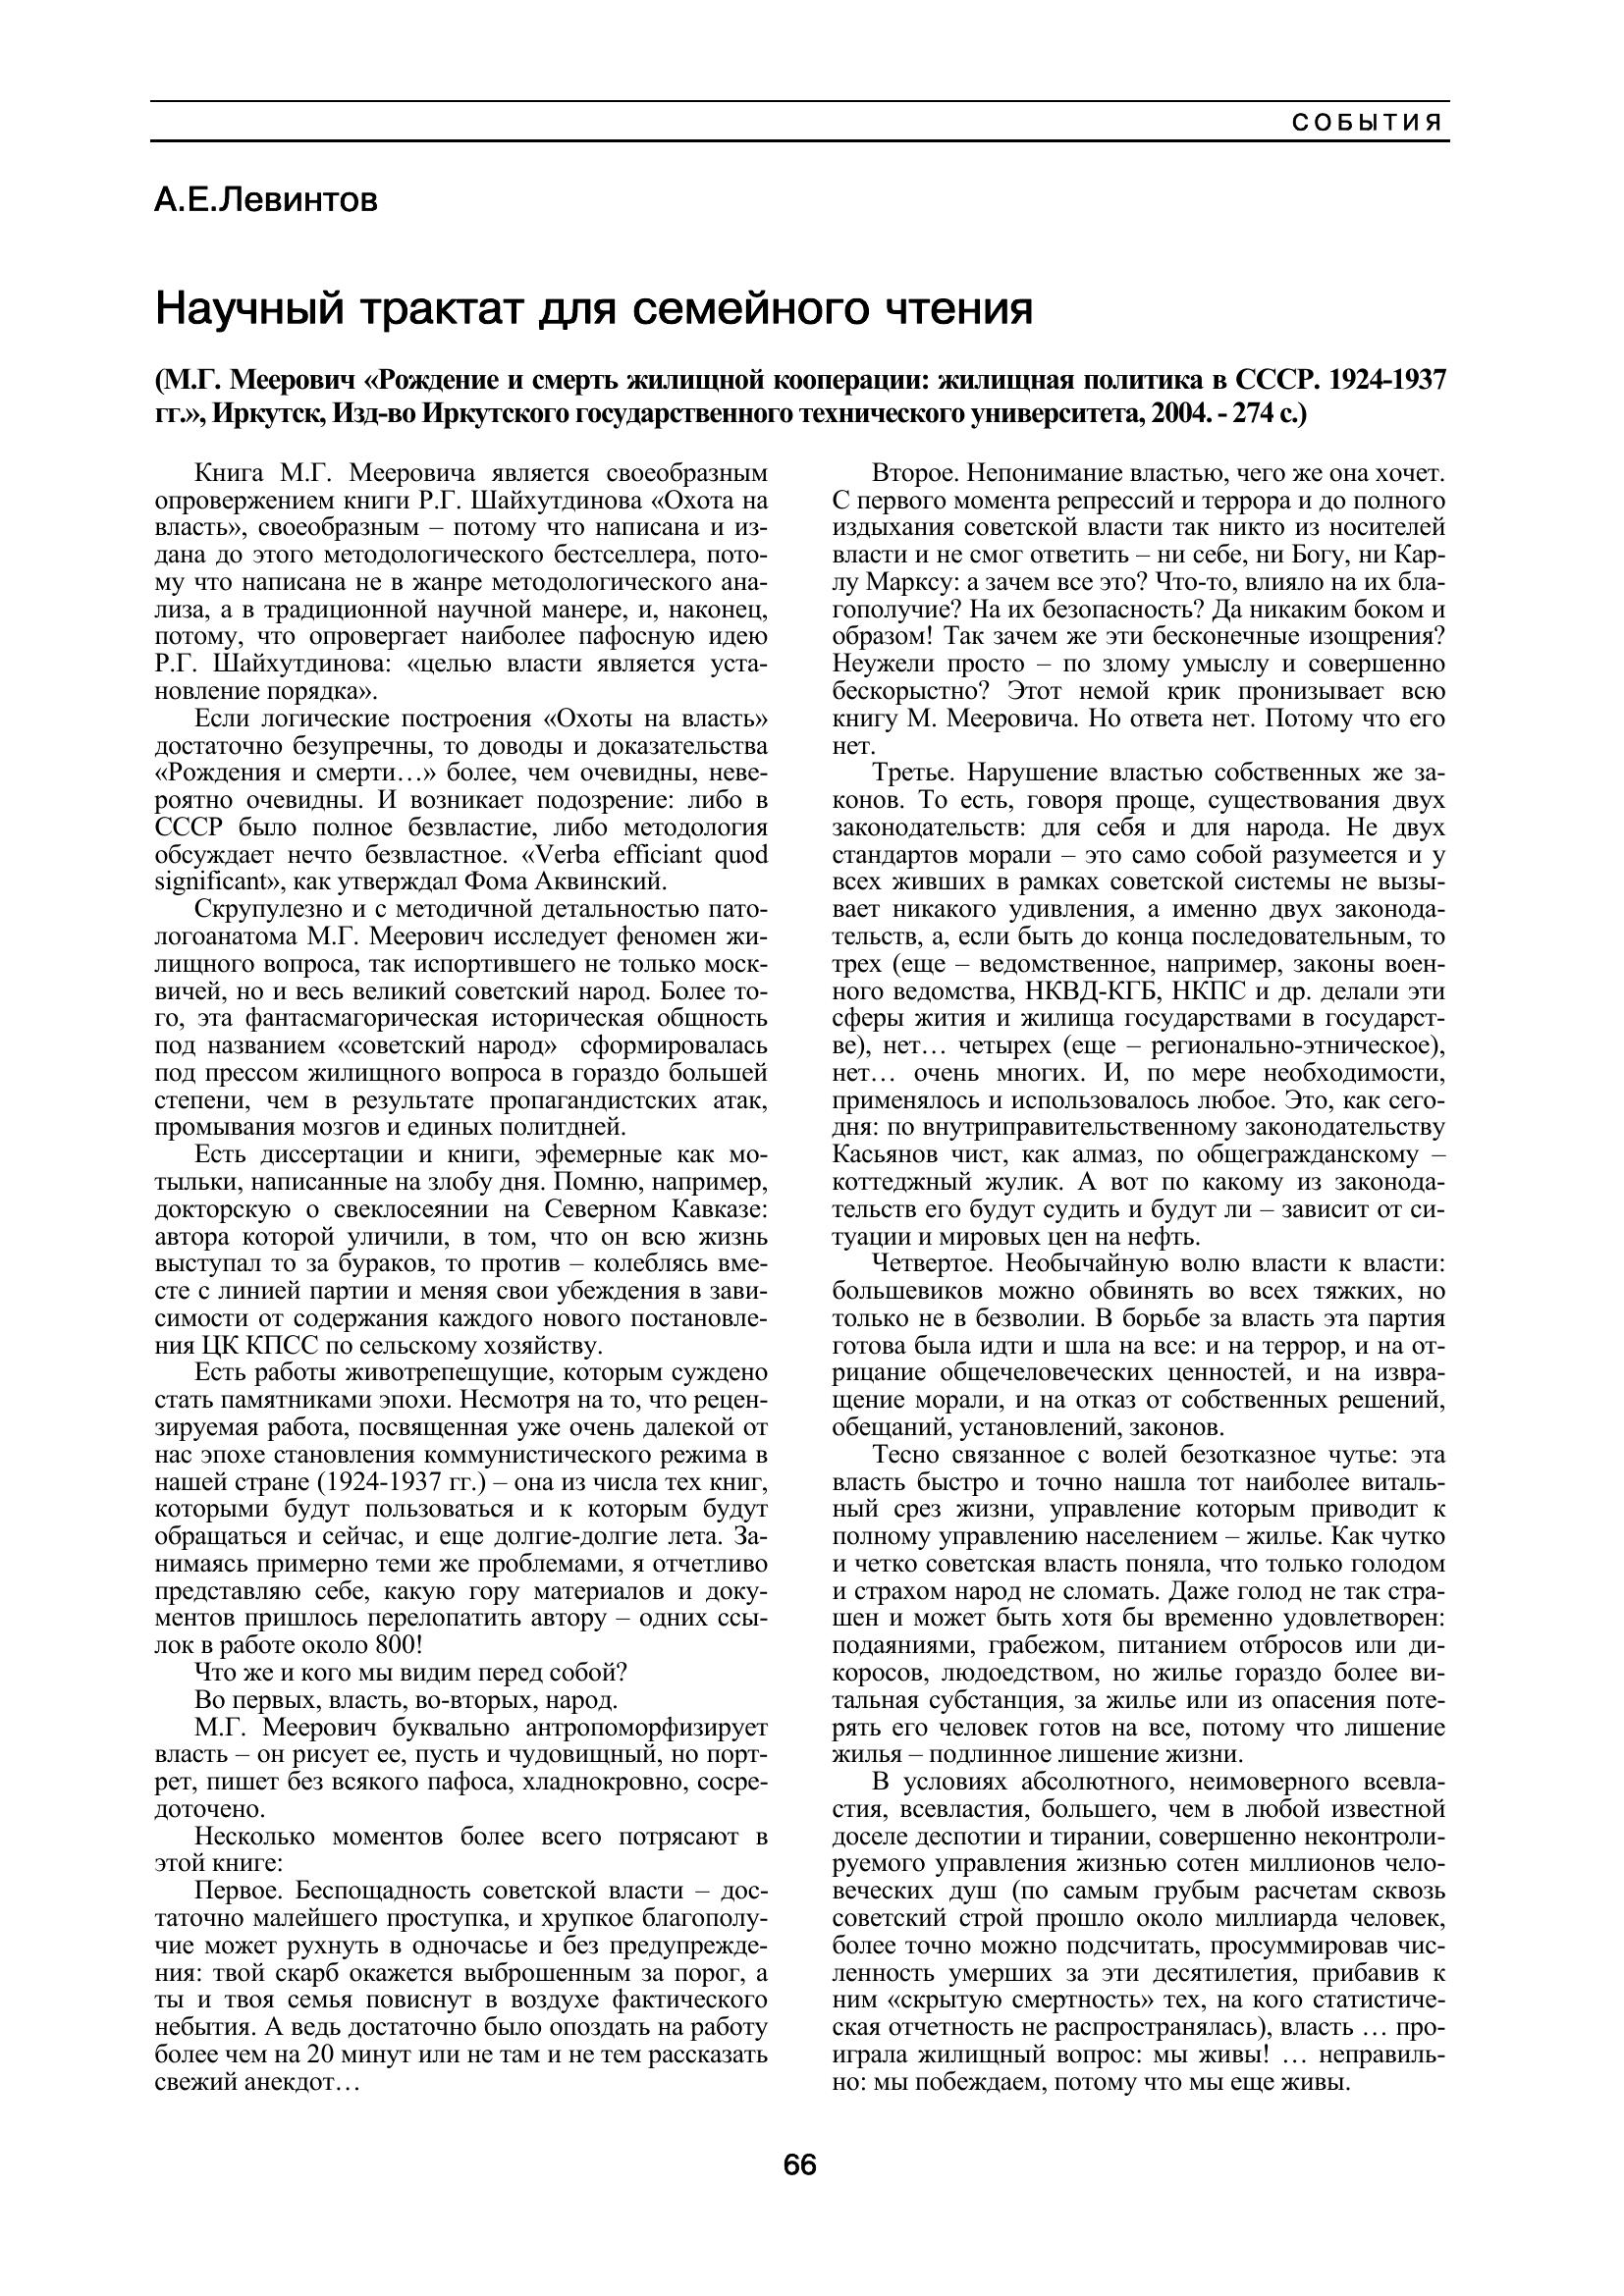 СОБЫТИЯ
А.Е.Левинтов
Научный трактат для семейного чтения
(М.Г. Меерович «Рождение и смерть жилищной кооперации: жилищная политика в СССР. 1924-1937
гг.», Иркутск, Изд-во Иркутского государственного технического университета, 2004. - 274 с.)
Книга М.Г. Мееровича является своеобразным
опровержением книги Р.Г. Шайхутдинова «Охота на
власть», своеобразным – потому что написана и из-
дана до этого методологического бестселлера, пото-
му что написана не в жанре методологического ана-
лиза, а в традиционной научной манере, и, наконец,
потому, что опровергает наиболее пафосную идею
Р.Г. Шайхутдинова: «целью власти является уста-
новление порядка».
Если логические построения «Охоты на власть»
достаточно безупречны, то доводы и доказательства
«Рождения и смерти…» более, чем очевидны, неве-
роятно очевидны. И возникает подозрение: либо в
СССР было полное безвластие, либо методология
обсуждает нечто безвластное. «Verba efficiant quod
significant», как утверждал Фома Аквинский.
Скрупулезно и с методичной детальностью пато-
логоанатома М.Г. Меерович исследует феномен жи-
лищного вопроса, так испортившего не только моск-
вичей, но и весь великий советский народ. Более то-
го, эта фантасмагорическая историческая общность
под названием «советский народ» сформировалась
под прессом жилищного вопроса в гораздо большей
степени, чем в результате пропагандистских атак,
промывания мозгов и единых политдней.
Есть диссертации и книги, эфемерные как мо-
тыльки, написанные на злобу дня. Помню, например,
докторскую о свеклосеянии на Северном Кавказе:
автора которой уличили, в том, что он всю жизнь
выступал то за бураков, то против – колеблясь вме-
сте с линией партии и меняя свои убеждения в зави-
симости от содержания каждого нового постановле-
ния ЦК КПСС по сельскому хозяйству.
Есть работы животрепещущие, которым суждено
стать памятниками эпохи. Несмотря на то, что рецен-
зируемая работа, посвященная уже очень далекой от
нас эпохе становления коммунистического режима в
нашей стране (1924-1937 гг.) – она из числа тех книг,
которыми будут пользоваться и к которым будут
обращаться и сейчас, и еще долгие-долгие лета. За-
нимаясь примерно теми же проблемами, я отчетливо
представляю себе, какую гору материалов и доку-
ментов пришлось перелопатить автору – одних ссы-
лок в работе около 800!
Что же и кого мы видим перед собой?
Во первых, власть, во-вторых, народ.
М.Г. Меерович буквально антропоморфизирует
власть – он рисует ее, пусть и чудовищный, но порт-
рет, пишет без всякого пафоса, хладнокровно, сосре-
доточено.
Несколько моментов более всего потрясают в
этой книге:
Первое. Беспощадность советской власти – дос-
таточно малейшего проступка, и хрупкое благополу-
чие может рухнуть в одночасье и без предупрежде-
ния: твой скарб окажется выброшенным за порог, а
ты и твоя семья повиснут в воздухе фактического
небытия. А ведь достаточно было опоздать на работу
более чем на 20 минут или не там и не тем рассказать
свежий анекдот…
Второе. Непонимание властью, чего же она хочет.
С первого момента репрессий и террора и до полного
издыхания советской власти так никто из носителей
власти и не смог ответить – ни себе, ни Богу, ни Кар-
лу Марксу: а зачем все это? Что-то, влияло на их бла-
гополучие? На их безопасность? Да никаким боком и
образом! Так зачем же эти бесконечные изощрения?
Неужели просто – по злому умыслу и совершенно
бескорыстно? Этот немой крик пронизывает всю
книгу М. Мееровича. Но ответа нет. Потому что его
нет.
Третье. Нарушение властью собственных же за-
конов. То есть, говоря проще, существования двух
законодательств: для себя и для народа. Не двух
стандартов морали – это само собой разумеется и у
всех живших в рамках советской системы не вызы-
вает никакого удивления, а именно двух законода-
тельств, а, если быть до конца последовательным, то
трех (еще – ведомственное, например, законы воен-
ного ведомства, НКВД-КГБ, НКПС и др. делали эти
сферы жития и жилища государствами в государст-
ве), нет… четырех (еще – регионально-этническое),
нет… очень многих. И, по мере необходимости,
применялось и использовалось любое. Это, как сего-
дня: по внутриправительственному законодательству
Касьянов чист, как алмаз, по общегражданскому –
коттеджный жулик. А вот по какому из законода-
тельств его будут судить и будут ли – зависит от си-
туации и мировых цен на нефть.
Четвертое. Необычайную волю власти к власти:
большевиков можно обвинять во всех тяжких, но
только не в безволии. В борьбе за власть эта партия
готова была идти и шла на все: и на террор, и на от-
рицание общечеловеческих ценностей, и на извра-
щение морали, и на отказ от собственных решений,
обещаний, установлений, законов.
Тесно связанное с волей безотказное чутье: эта
власть быстро и точно нашла тот наиболее виталь-
ный срез жизни, управление которым приводит к
полному управлению населением – жилье. Как чутко
и четко советская власть поняла, что только голодом
и страхом народ не сломать. Даже голод не так стра-
шен и может быть хотя бы временно удовлетворен:
подаяниями, грабежом, питанием отбросов или ди-
коросов, людоедством, но жилье гораздо более ви-
тальная субстанция, за жилье или из опасения поте-
рять его человек готов на все, потому что лишение
жилья – подлинное лишение жизни.
В условиях абсолютного, неимоверного всевла-
стия, всевластия, большего, чем в любой известной
доселе деспотии и тирании, совершенно неконтроли-
руемого управления жизнью сотен миллионов чело-
веческих душ (по самым грубым расчетам сквозь
советский строй прошло около миллиарда человек,
более точно можно подсчитать, просуммировав чис-
ленность умерших за эти десятилетия, прибавив к
ним «скрытую смертность» тех, на кого статистиче-
ская отчетность не распространялась), власть … про-
играла жилищный вопрос: мы живы! … неправиль-
но: мы побеждаем, потому что мы еще живы.
66